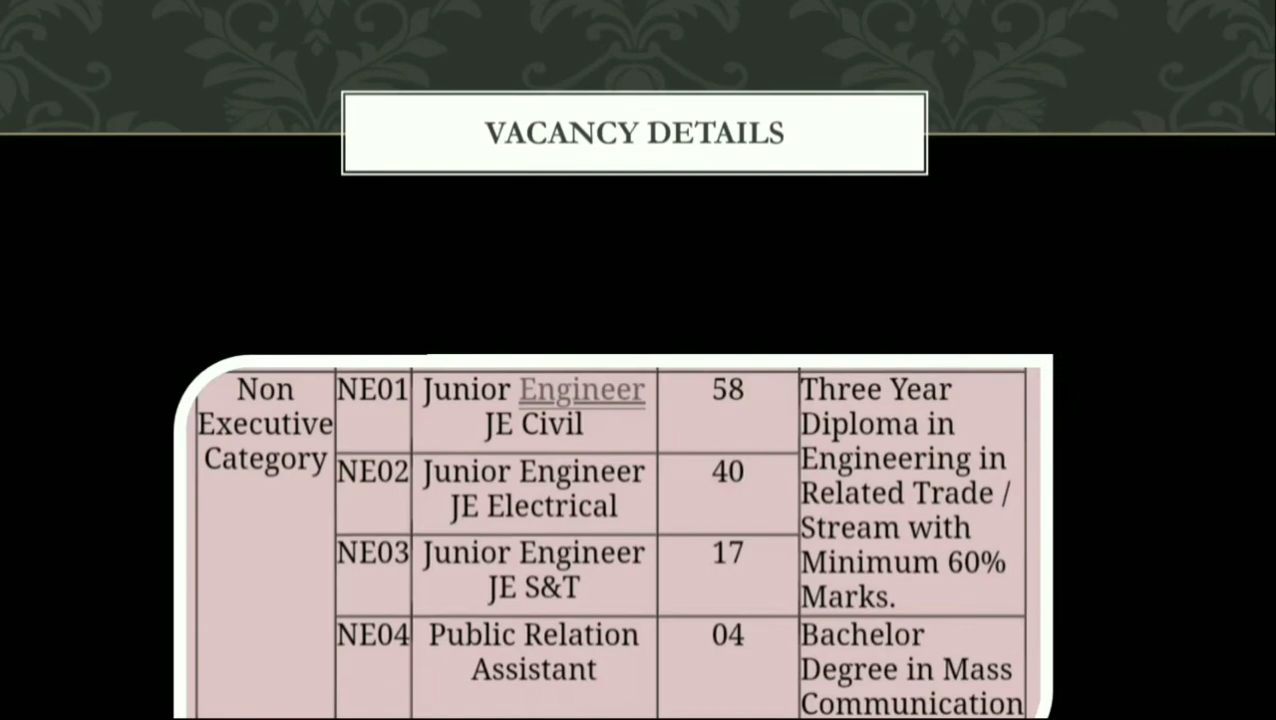 VACANCY DETAILS
Non
Executive
Category
NE01
Junior Engineer
JE Civil
58
Three Year
Diploma in
Engineering in
Related Trade /
Stream with
Minimum 60%
Marks.
NE02
Junior Engineer
JE Electrical
40
NE03
Junior Engineer
JE S&T
17
NE04
Public Relation
Assistant
04
Bachelor
Degree in Mass
Communication